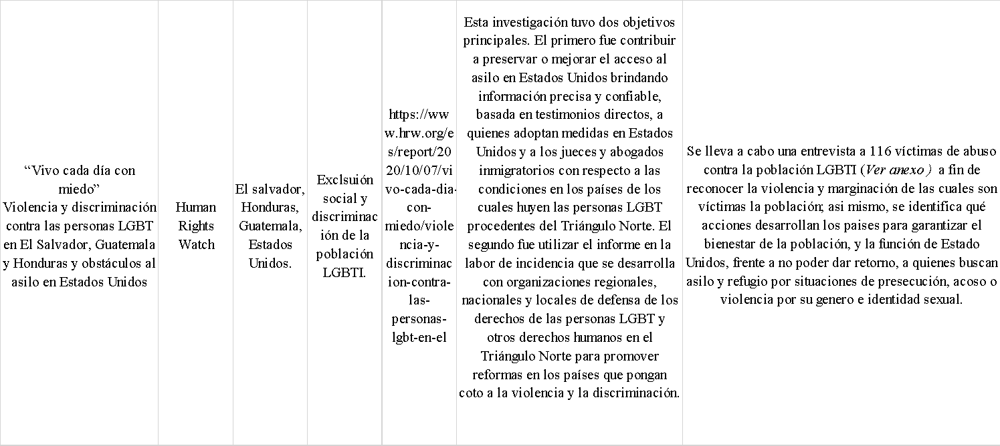 “Vivo cada día con
miedo”
Violencia y discriminación
contra las personas LGBT
en El Salvador, Guatemala
y Honduras y obstáculos al
asilo en Estados Unidos
Human
Rights
Watch
El salvador,
Honduras,
Guatemala,
Estados
Unidos.
Exclsuión
social y
discriminac
ión de la
población
LGBTI.
https://ww
w.hrw.org/e
s/report/20
20/10/07/vi
vo-cada-dia-
con-
miedo/viole
ncia-y-
discriminac
ion-contra-
las-
personas-
lgbt-en-el
Esta investigación tuvo dos objetivos
principales. El primero fue contribuir
a preservar o mejorar el acceso al
asilo en Estados Unidos brindando
información precisa y confiable,
basada en testimonios directos, a
quienes adoptan medidas en Estados
Unidos y a los jueces y abogados
inmigratorios con respecto a las
condiciones en los países de los
cuales huyen las personas LGBT
procedentes del Triángulo Norte. El
segundo fue utilizar el informe en la
labor de incidencia que se desarrolla
con organizaciones regionales,
nacionales y locales de defensa de los
derechos de las personas LGBT y
otros derechos humanos en el
Triángulo Norte para promover
reformas en los países que pongan
coto a la violencia y la discriminación.
Se lleva a cabo una entrevista a 116 víctimas de abuso
contra la población LGBTI (Ver anexo ) a fin de
reconocer la violencia y marginación de las cuales son
víctimas la población; asi mismo, se identifica qué
acciones desarrollan los paises para garantizar el
bienestar de la población, y la función de Estado
Unidos, frente a no poder dar retorno, a quienes buscan
asilo y refugio por situaciones de presecución, acoso o
violencia por su genero e identidad sexual.